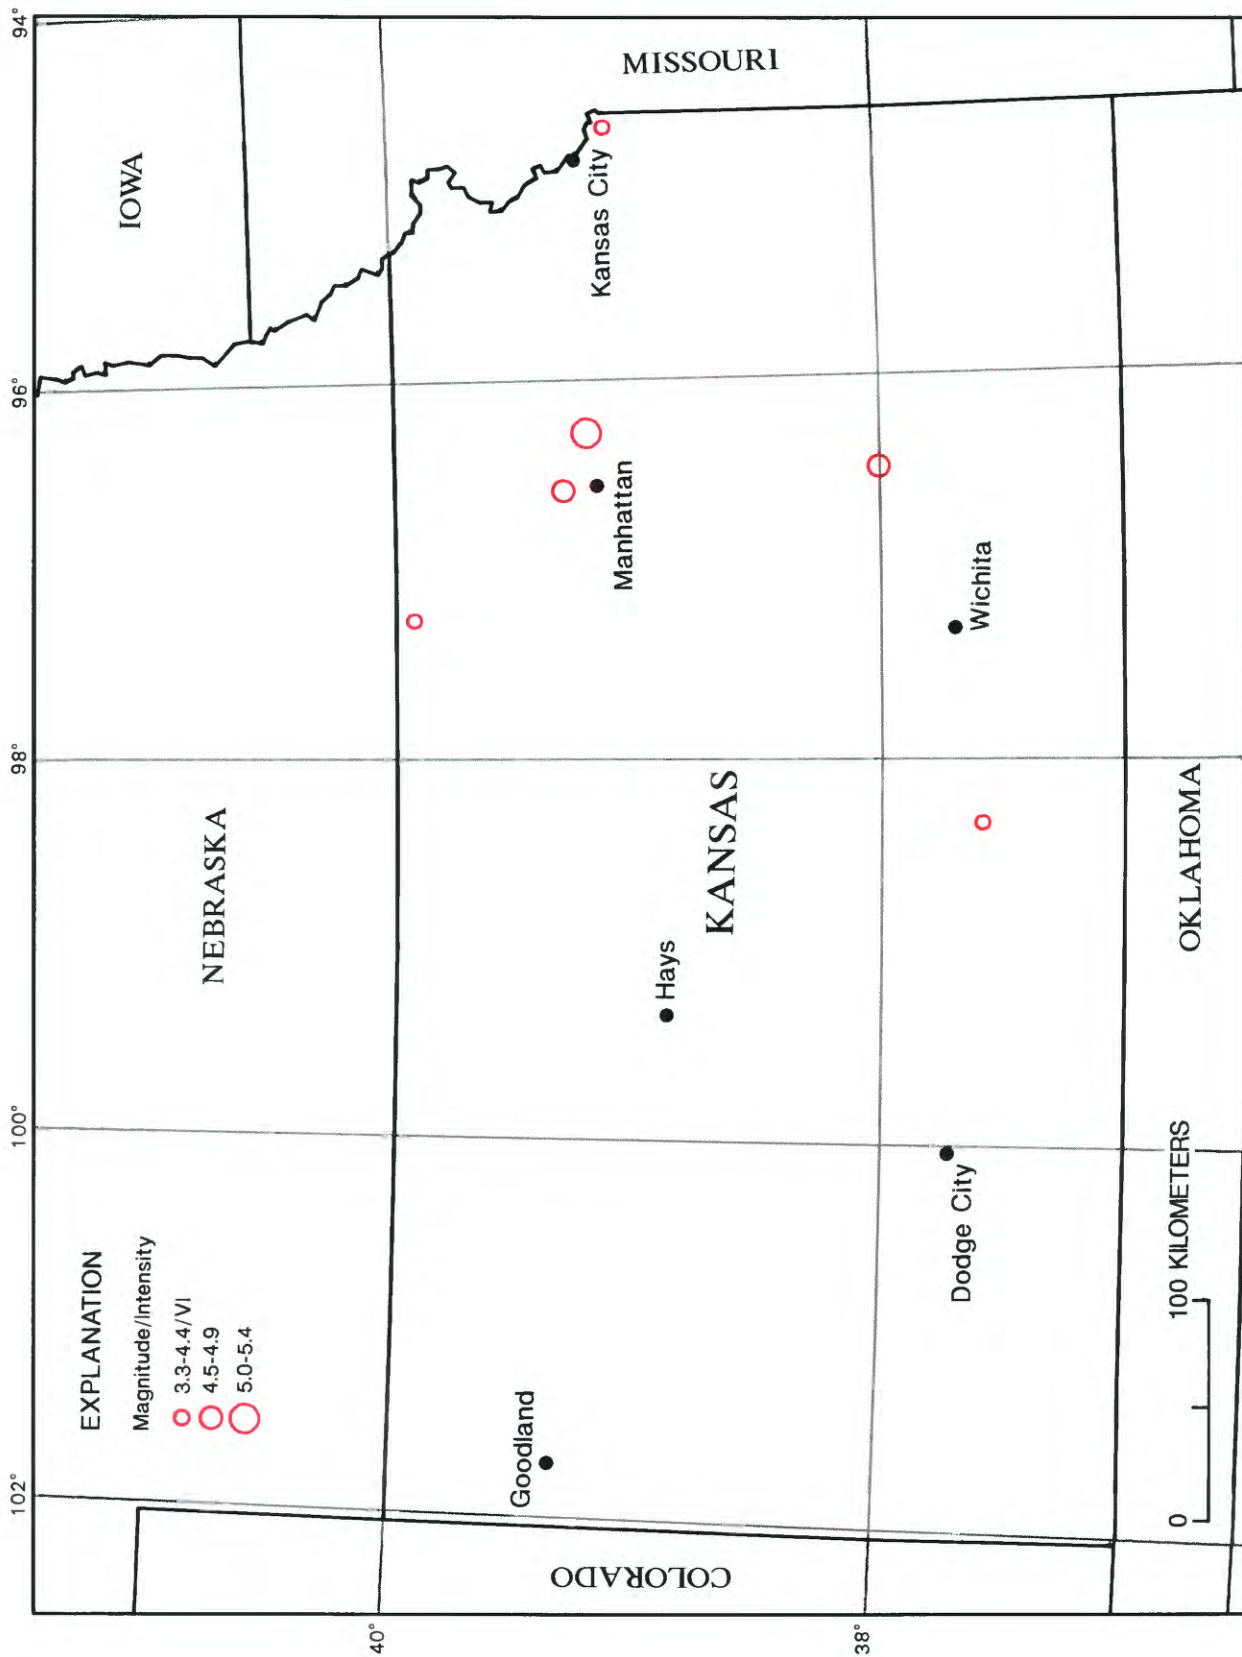 102°
100°
98°
96°
94°
EXPLANATION
Magnitude/Intensity
3.3-4.4/VI
4.5-4.9
5.0-5.4
NEBRASKA
IOWA
40°
Goodland
Manhattan
Kansas City
MISSOURI
Hays
KANSAS
COLORADO
38°
Dodge City
Wichita
0
100 KILOMETERS
OKLAHOMA